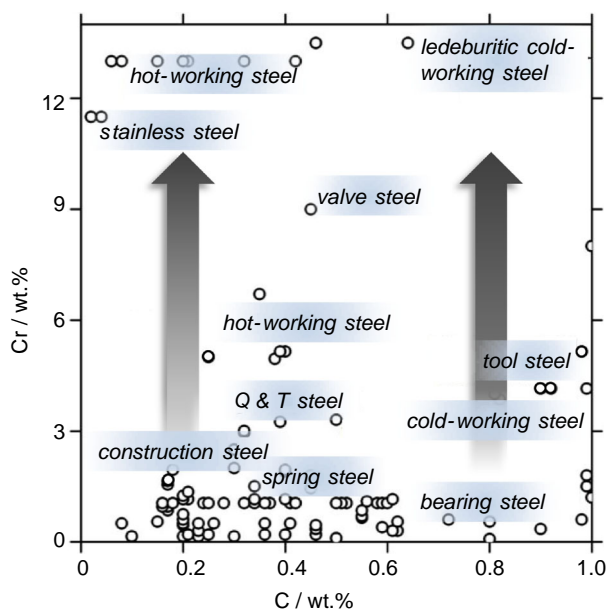 ledeburitic cold-
working steel
hot-working steel
12
stainless steel
valve steel
9
Cr / wt.%
hot-working steel
6
tool steel
Q & T steel
cold-working steel
3
construction steel
spring steel
bearing steel
0
0 0.2 0.4 0.6 0.8 1.0
C / wt.%